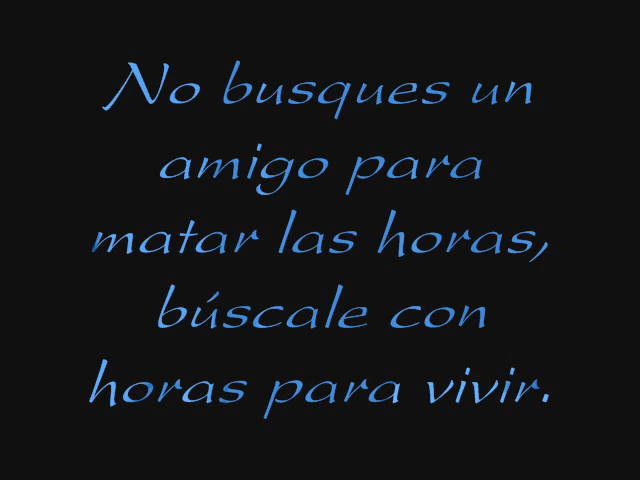 No busques un
amigo para
matar las horas,
búscale con
horas para vivir.